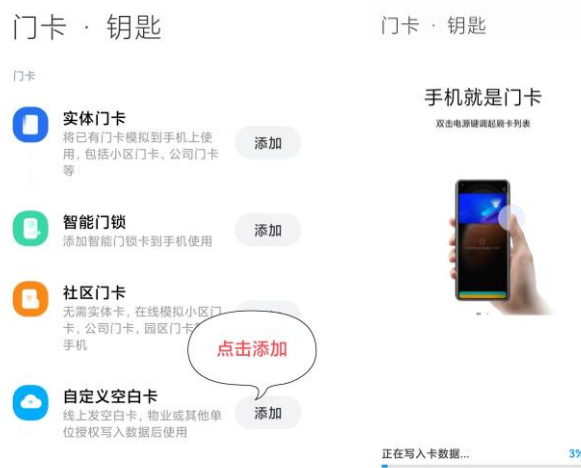 门卡 · 钥匙
门卡
实体门卡
将已有门卡模拟到手机上使
用，包括小区门卡、公司门卡
等
添加
智能门锁
添加智能门锁卡到手机使用
添加
社区门卡
无需实体卡，在线模拟小区门
卡，公司门卡，园区门卡
手机
点击添加
自定义空白卡
线上发空白卡，物业或其他单
位授权写入数据后使用
添加
门卡 · 钥匙
手机就是门卡
双击电源键调起刷卡列表
正在写入卡数据...
3%